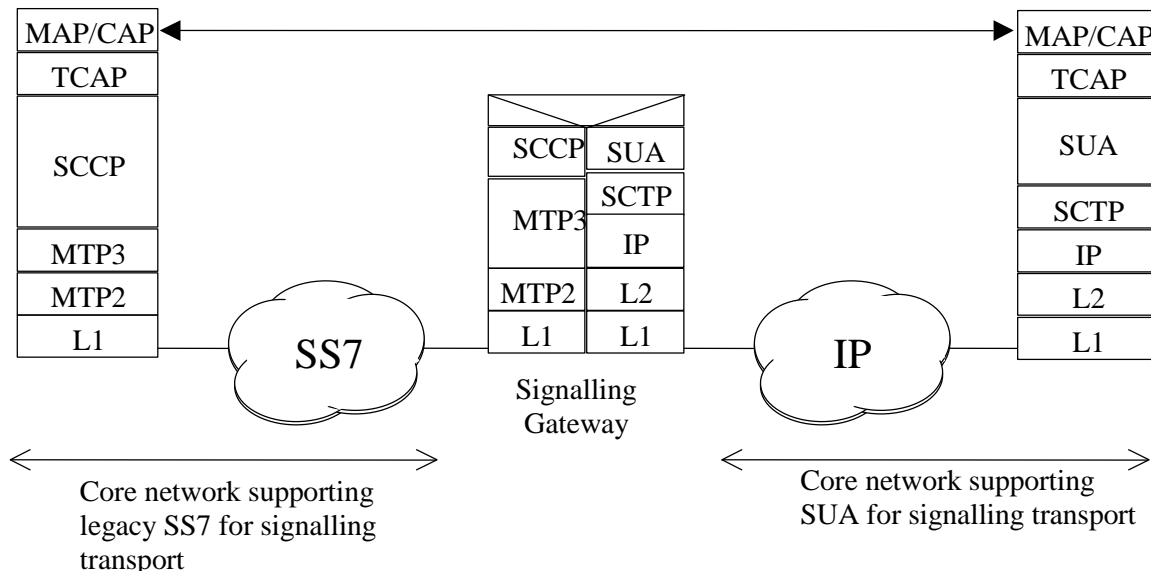 MAP/CAP
TCAP
SCCP
MTP3
MTP2
L1
SS7
SCCP
MTP3
MTP2
L1
SUA
SCTP
IP
L2
L1
Signalling
Gateway
IP
MAP/CAP
TCAP
SUA
SCTP
IP
L2
L1
Core network supporting
legacy SS7 for signalling
transport
Core network supporting
SUA for signalling transport